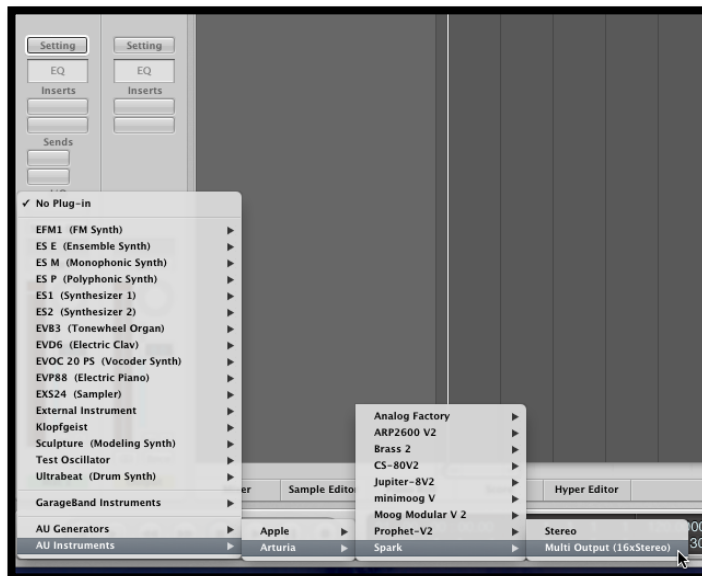 Setting
Setting
EQ
EQ
Inserts
Inserts
Sends
✓ No Plug-in
EFM1 (FM Synth)
ES E (Ensemble Synth)
ES M (Monophonic Synth)
ES P (Polyphonic Synth)
ES1 (Synthesizer 1)
ES2 (Synthesizer 2)
EVB3 (Tonewheel Organ)
EVD6 (Electric Clav)
EVOC 20 PS (Vocoder Synth)
EVP88 (Electric Piano)
EXS24 (Sampler)
External Instrument
Klopfgeist
Sculpture (Modeling Synth)
Test Oscillator
Ultrabeat (Drum Synth)
GarageBand Instruments
AU Generators
AU Instruments
Apple
Arturia
Analog Factory
ARP2600 V2
Brass 2
CS-80V2
Jupiter-8V2
minimoog V
Moog Modular V 2
Prophet-V2
Spark
Stereo
Multi Output (16xStereo)
Sample Edito
Hyper Editor